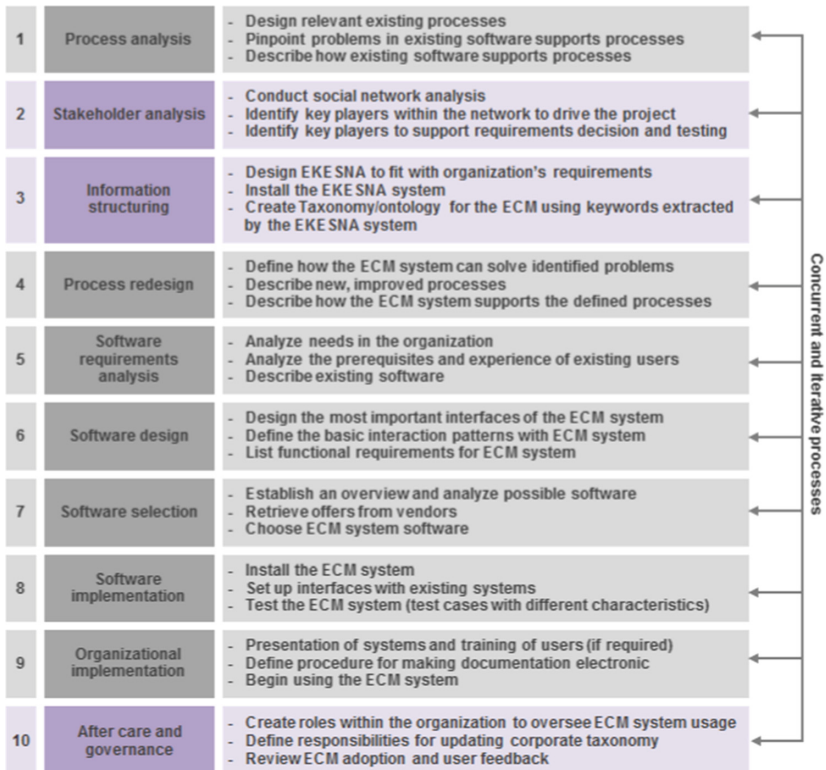 1
Process analysis
- Design relevant existing processes
- Pinpoint problems in existing software supports processes
- Describe how existing software supports processes
2
Stakeholder analysis
- Conduct social network analysis
- Identify key players within the network to drive the project
- Identify key players to support requirements decision and testing
3
Information
structuring
- Design EKESNA to fit with organization's requirements
- Install the EKESNA system
- Create Taxonomy/ontology for the ECM using keywords extracted
by the EKESNA system
4
Process redesign
- Define how the ECM system can solve identified problems
- Describe new, improved processes
- Describe how the ECM system supports the defined processes
5
Software
requirements
analysis
- Analyze needs in the organization
- Analyze the prerequisites and experience of existing users
- Describe existing software
6
Software design
- Design the most important interfaces of the ECM system
- Define the basic interaction patterns with ECM system
- List functional requirements for ECM system
7
Software selection
- Establish an overview and analyze possible software
- Retrieve offers from vendors
- Choose ECM system software
8
Software
implementation
- Install the ECM system
- Set up interfaces with existing systems
- Test the ECM system (test cases with different characteristics)
9
Organizational
implementation
- Presentation of systems and training of users (if required)
- Define procedure for making documentation electronic
- Begin using the ECM system
10
After care and
governance
- Create roles within the organization to oversee ECM system usage
- Define responsibilities for updating corporate taxonomy
- Review ECM adoption and user feedback
Concurrent and iterative processes